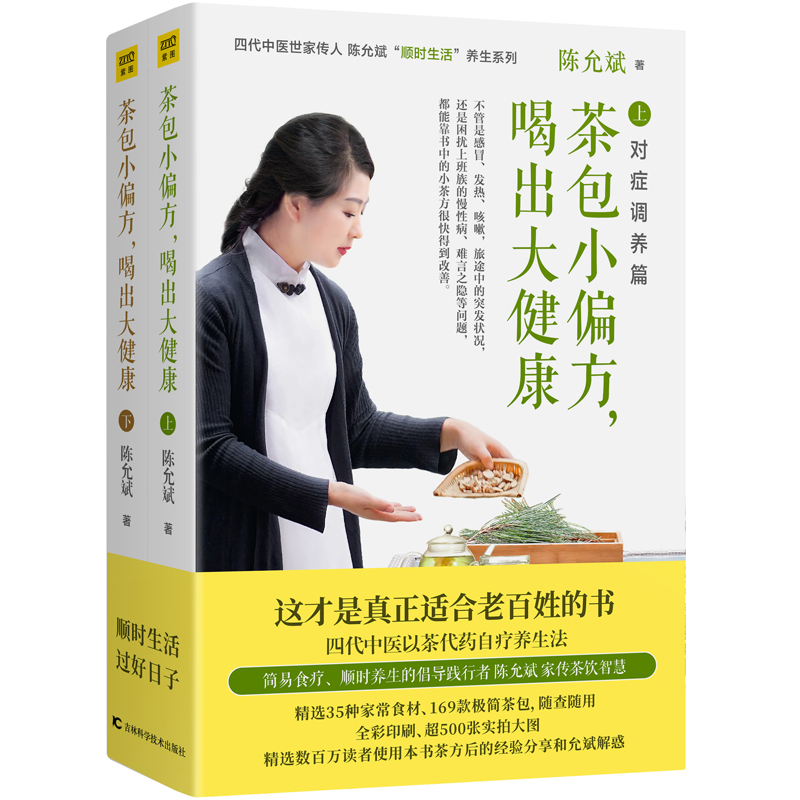 四代中医世家传人 陈允斌“顺时生活”养生系列
陈允斌 著
上 对症调养篇
茶包小偏方，
喝出大健康
不管是感冒、发热、咳嗽，旅途中的突发状况，
还是困扰上班族的慢性病、难言之隐等问题，
都能靠书中的小茶方很快得到改善。
这才是真正适合老百姓的书
四代中医以茶代药自疗养生法
简易食疗、顺时养生的倡导践行者 陈允斌 家传茶饮智慧
精选35种家常食材、169款极简茶包，随查随用
全彩印刷、超500张实拍大图
精选数百万读者使用本书茶方后的经验分享和允斌解惑
紫图
茶包小偏方，喝出大健康 上 陈允斌 著
紫图
茶包小偏方，喝出大健康 下 陈允斌 著
顺时生活
过好日子
吉林科学技术出版社